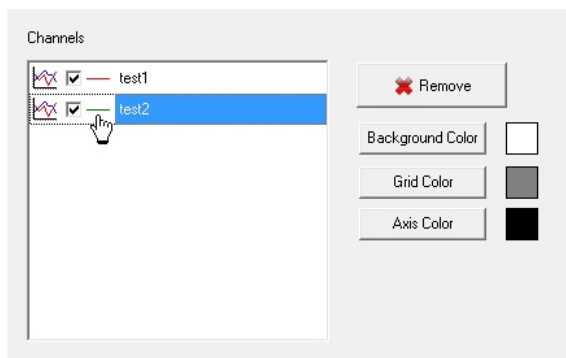 Channels
test1
test2
Remove
Background Color
Grid Color
Axis Color